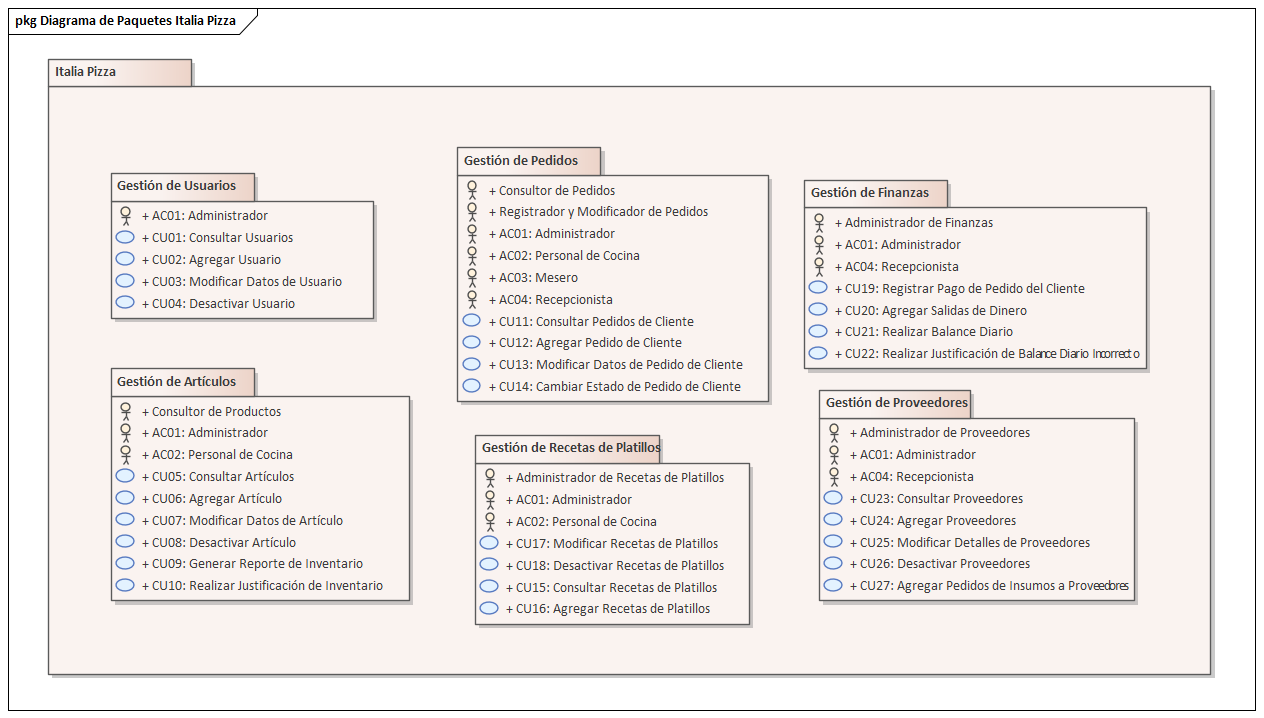 pkg Diagrama de Paquetes Italia Pizza
Italia Pizza
Gestión de Usuarios
+ AC01: Administrador
+ CU01: Consultar Usuarios
+ CU02: Agregar Usuario
+ CU03: Modificar Datos de Usuario
+ CU04: Desactivar Usuario
Gestión de Artículos
+ Consultor de Productos
+ AC01: Administrador
+ AC02: Personal de Cocina
+ CU05: Consultar Artículos
+ CU06: Agregar Artículo
+ CU07: Modificar Datos de Artículo
+ CU08: Desactivar Artículo
+ CU09: Generar Reporte de Inventario
+ CU10: Realizar Justificación de Inventario
Gestión de Pedidos
+ Consultor de Pedidos
+ Registrador y Modificador de Pedidos
+ AC01: Administrador
+ AC02: Personal de Cocina
+ AC03: Mesero
+ AC04: Recepcionista
+ CU11: Consultar Pedidos de Cliente
+ CU12: Agregar Pedido de Cliente
+ CU13: Modificar Datos de Pedido de Cliente
+ CU14: Cambiar Estado de Pedido de Cliente
Gestión de Recetas de Platillos
+ Administrador de Recetas de Platillos
+ AC01: Administrador
+ AC02: Personal de Cocina
+ CU17: Modificar Recetas de Platillos
+ CU18: Desactivar Recetas de Platillos
+ CU15: Consultar Recetas de Platillos
+ CU16: Agregar Recetas de Platillos
Gestión de Finanzas
+ Administrador de Finanzas
+ AC01: Administrador
+ AC04: Recepcionista
+ CU19: Registrar Pago de Pedido del Cliente
+ CU20: Agregar Salidas de Dinero
+ CU21: Realizar Balance Diario
+ CU22: Realizar Justificación de Balance Diario Incorrecto
Gestión de Proveedores
+ Administrador de Proveedores
+ AC01: Administrador
+ AC04: Recepcionista
+ CU23: Consultar Proveedores
+ CU24: Agregar Proveedores
+ CU25: Modificar Detalles de Proveedores
+ CU26: Desactivar Proveedores
+ CU27: Agregar Pedidos de Insumos a Proveedores